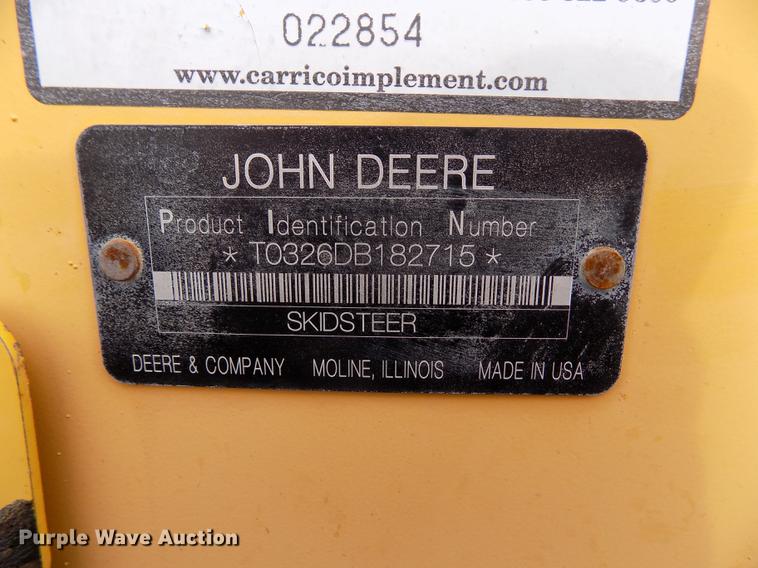 022854
www.carricoimplement.com
JOHN DEERE
Product Identification Number
* T0326DB182715 *
SKIDSTEER
DEERE & COMPANY MOLINE, ILLINOIS MADE IN USA
Purple Wave Auction